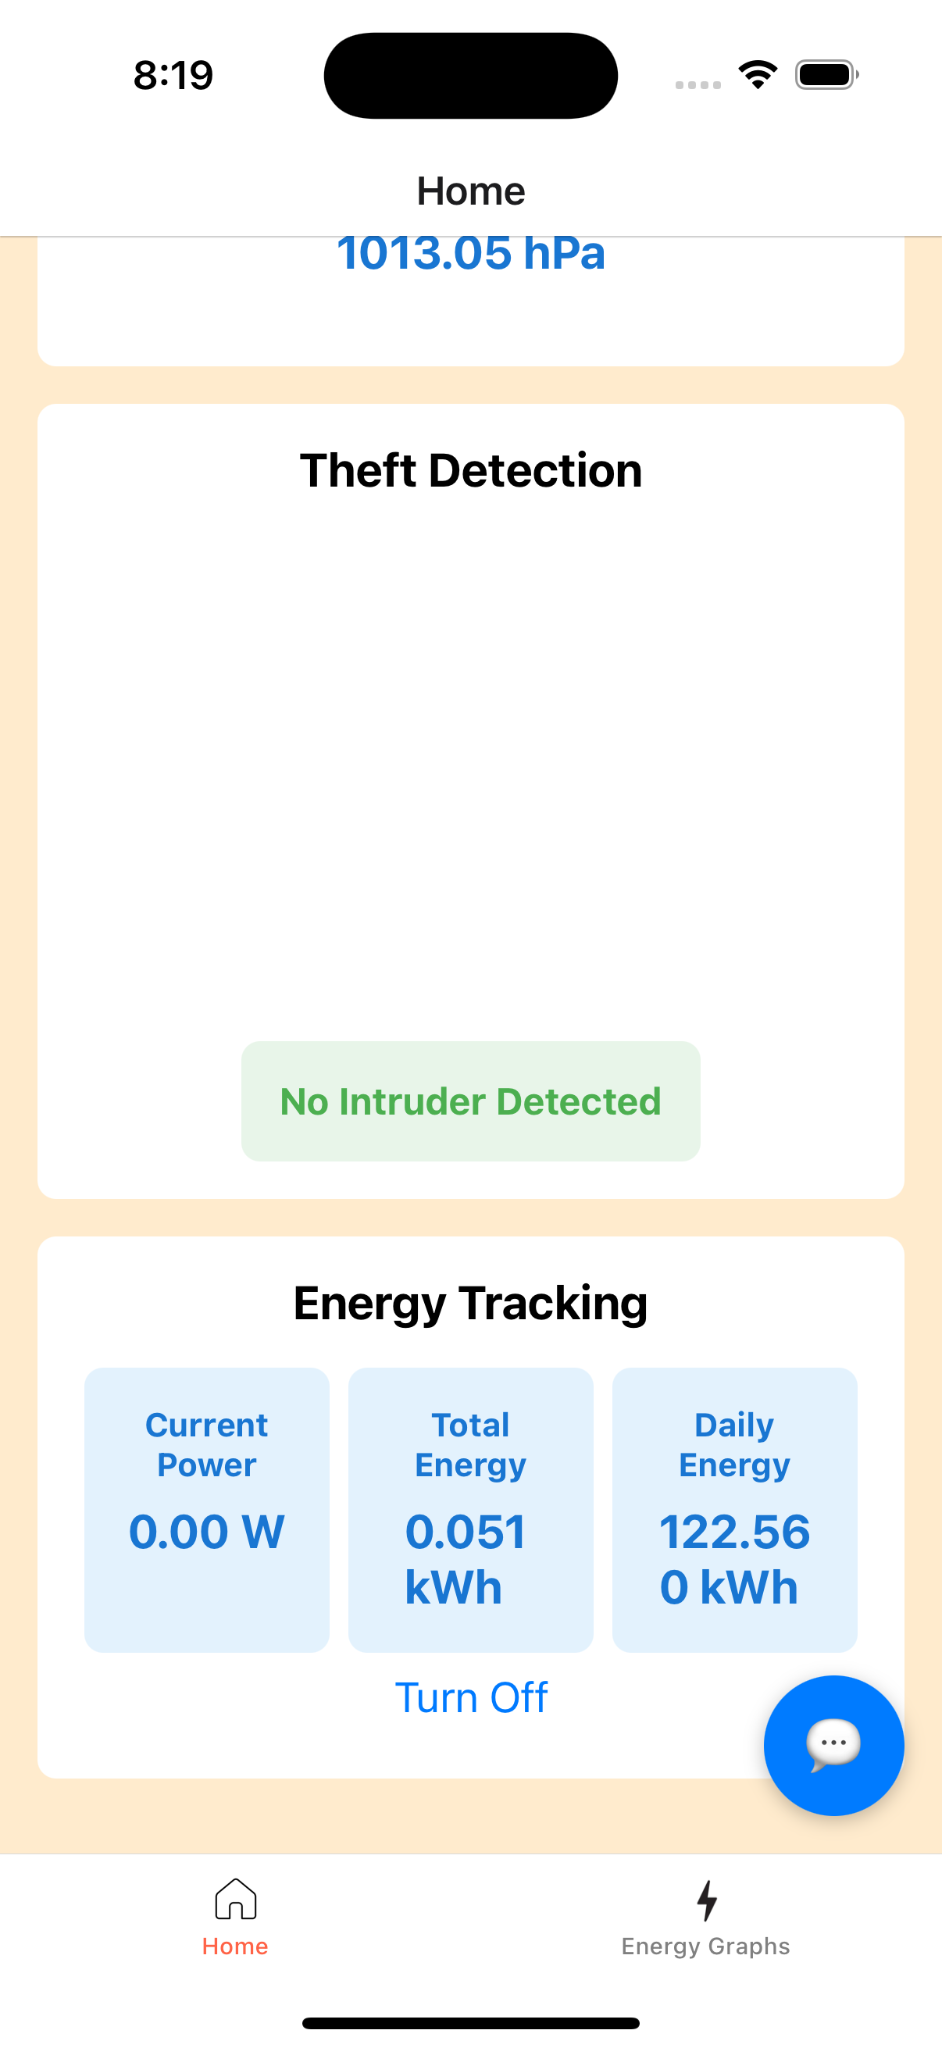 8:19
Home
1013.05 hPa
Theft Detection
No Intruder Detected
Energy Tracking
Current
Power
0.00 W
Total
Energy
0.051
kWh
Daily
Energy
122.56
0 kWh
Turn Off
Home
Energy Graphs